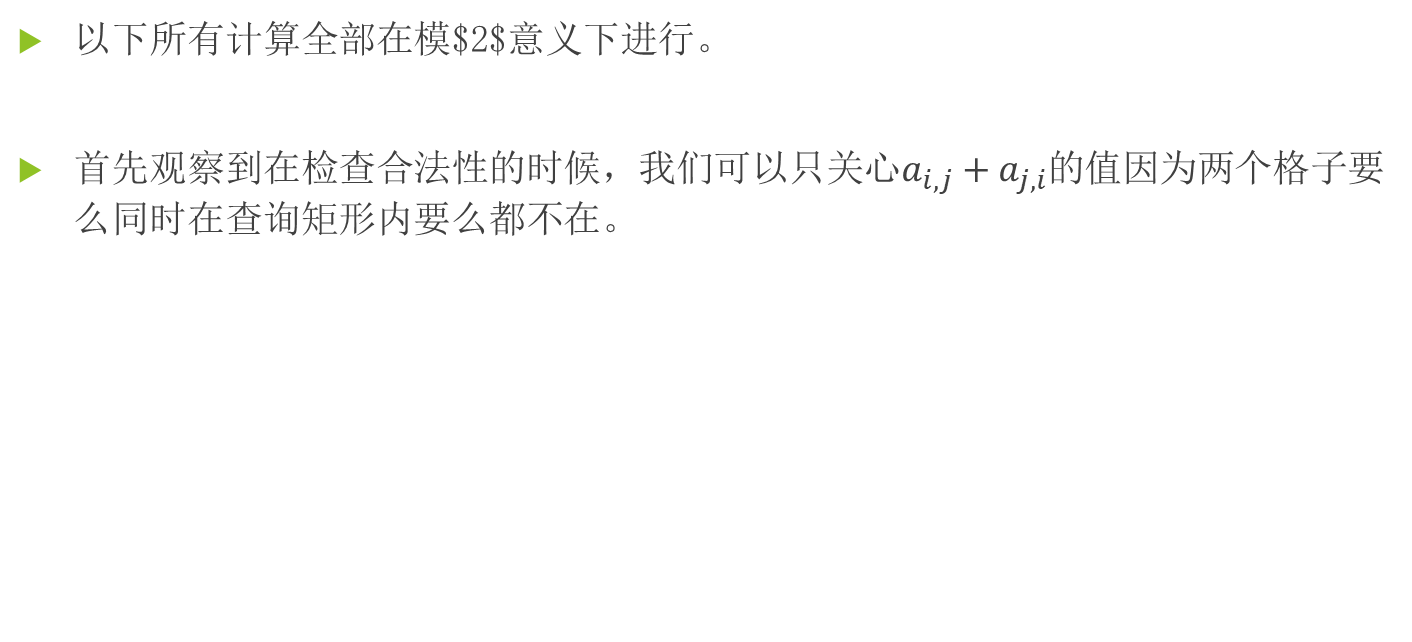 以下所有计算全部在模$2$意义下进行。
首先观察到在检查合法性的时候，我们可以只关心a_{i,j} + a_{j,i}的值因为两个格子要
么同时在查询矩形内要么都不在。